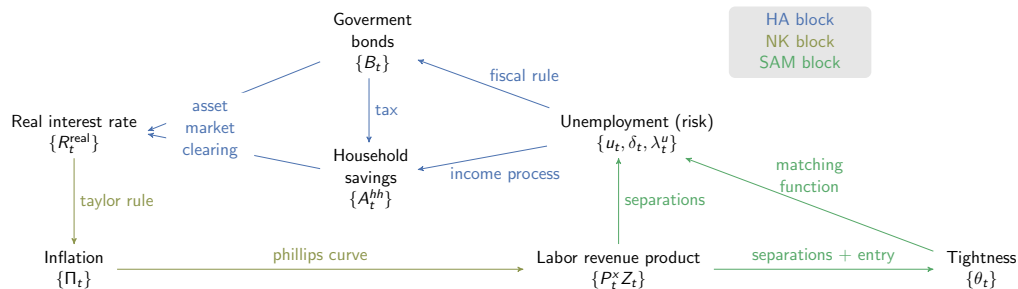 Goverment
bonds
{B_t}
HA block
NK block
SAM block
fiscal rule
asset
market
clearing
tax
Real interest rate
{R_t^real}
Unemployment (risk)
{u_t, δ_t, λ_t^u}
Household
savings
{A_t^hh}
income process
matching
function
taylor rule
separations
Inflation
{Π_t}
phillips curve
Labor revenue product
{P_t^x Z_t}
separations + entry
Tightness
{θ_t}